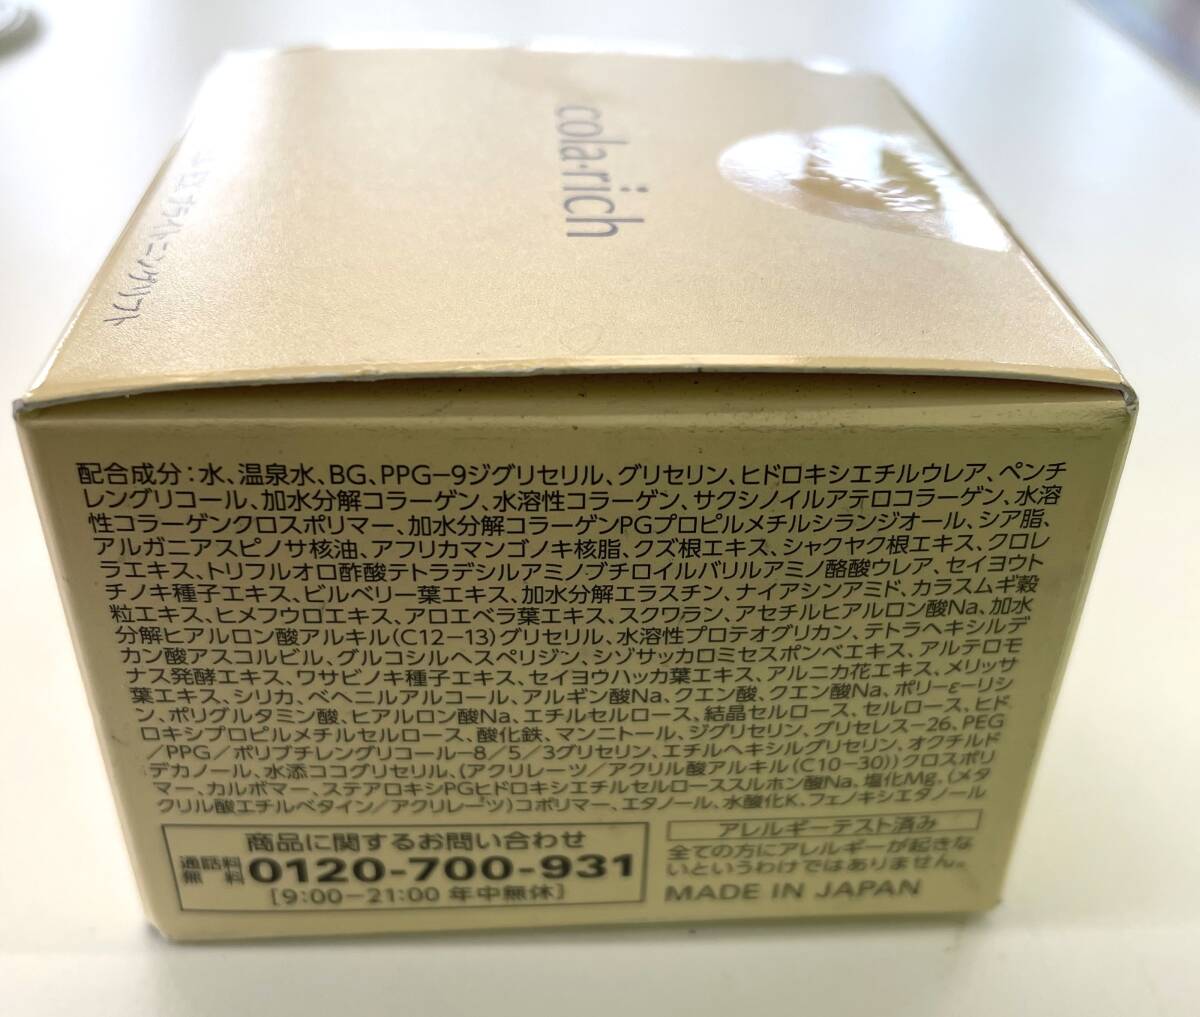 cola·rich
ブライトニングリフト
配合成分：水、温泉水、BG、PPG−9ジグリセリル、グリセリン、ヒドロキシエチルウレア、ペンチ
レングリコール、加水分解コラーゲン、水溶性コラーゲン、サクシノイルアテロコラーゲン、水溶
性コラーゲンクロスポリマー、加水分解コラーゲンPGプロピルメチルシランジオール、シア脂、
アルガニアスピノサ核油、アフリカマンゴノキ核脂、クズ根エキス、シャクヤク根エキス、クロレ
ラエキス、トリフルオロ酢酸テトラデシルアミノブチロイルバリルアミノ酪酸ウレア、セイヨウト
チノキ種子エキス、ビルベリー葉エキス、加水分解エラスチン、ナイアシンアミド、カラスムギ穀
粒エキス、ヒメフウロエキス、アロエベラ葉エキス、スクワラン、アセチルヒアルロン酸Na、加水
分解ヒアルロン酸アルキル(C12−13)グリセリル、水溶性プロテオグリカン、テトラヘキシルデ
カン酸アスコルビル、グルコシルヘスペリジン、シゾサッカロミセスポンベエキス、アルテロモ
ナス発酵エキス、ワサビノキ種子エキス、セイヨウハッカ葉エキス、アルニカ花エキス、メリッサ
葉エキス、シリカ、ベヘニルアルコール、アルギン酸Na、クエン酸、クエン酸Na、ポリ−ε−リシ
ン、ポリグルタミン酸、ヒアルロン酸Na、エチルセルロース、結晶セルロース、セルロース、ヒド
ロキシプロピルメチルセルロース、酸化鉄、マンニトール、ジグリセリン、グリセレス−26、PEG
／PPG／ポリブチレングリコール−8／5／3グリセリン、エチルヘキシルグリセリン、オクチルド
デカノール、水添ココグリセリル、(アクリレーツ／アクリル酸アルキル(C10−30))クロスポリ
マー、カルボマー、ステアロキシPGヒドロキシエチルセルローススルホン酸Na、塩化Mg、(メタ
クリル酸エチルベタイン／アクリレーツ)コポリマー、エタノール、水酸化K、フェノキシエタノール
商品に関するお問い合わせ
通話料無料 0120-700-931
［9:00−21:00 年中無休］
アレルギーテスト済み
全ての方にアレルギーが起きな
いというわけではありません。
MADE IN JAPAN